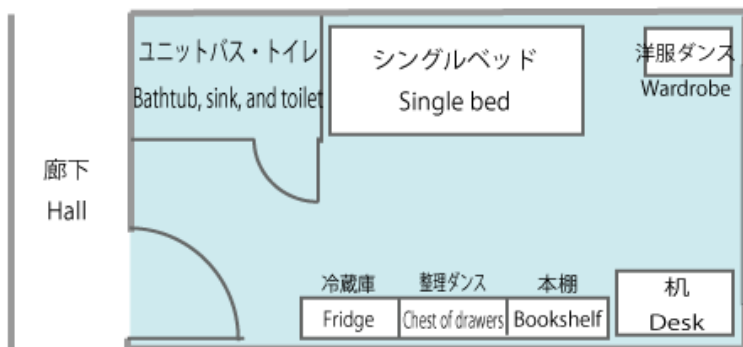 ユニットバス・トイレ
Bathtub, sink, and toilet
シングルベッド
Single bed
洋服ダンス
Wardrobe
廊下
Hall
冷蔵庫
Fridge
整理ダンス
Chest of drawers
本棚
Bookshelf
机
Desk